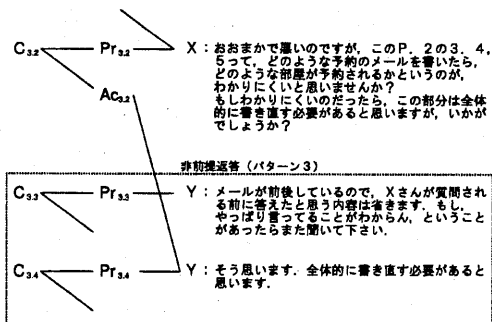 C3.2 Pr3.2 X：おおまかで悪いのですが，このＰ．２の３．４．
５って，どのような予約のメールを書いたら，
どのような部屋が予約されるかというのが，
わかりにくいと思いませんか？
Ac3.2
もしわかりにくいのだったら，この部分は全体
的に書き直す必要があると思いますが，いかが
でしょうか？
非前提返答（パターン３）
C3.3 Pr3.3 Y：メールが前後しているので，Ｘさんが質問され
る前に答えたと思う内容は省きます．もし，
やっぱり言ってることがわからん，ということ
があったらまた聞いて下さい．
C3.4 Pr3.4 Y：そう思います．全体的に書き直す必要があると
思います．